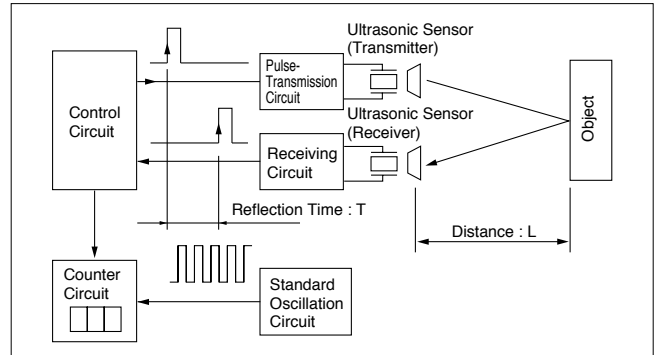 Ultrasonic Sensor
(Transmitter)
Pulse-
Transmission
Circuit
Control
Circuit
Object
Ultrasonic Sensor
(Receiver)
Receiving
Circuit
Reflection Time : T
Distance : L
Counter
Circuit
Standard
Oscillation
Circuit